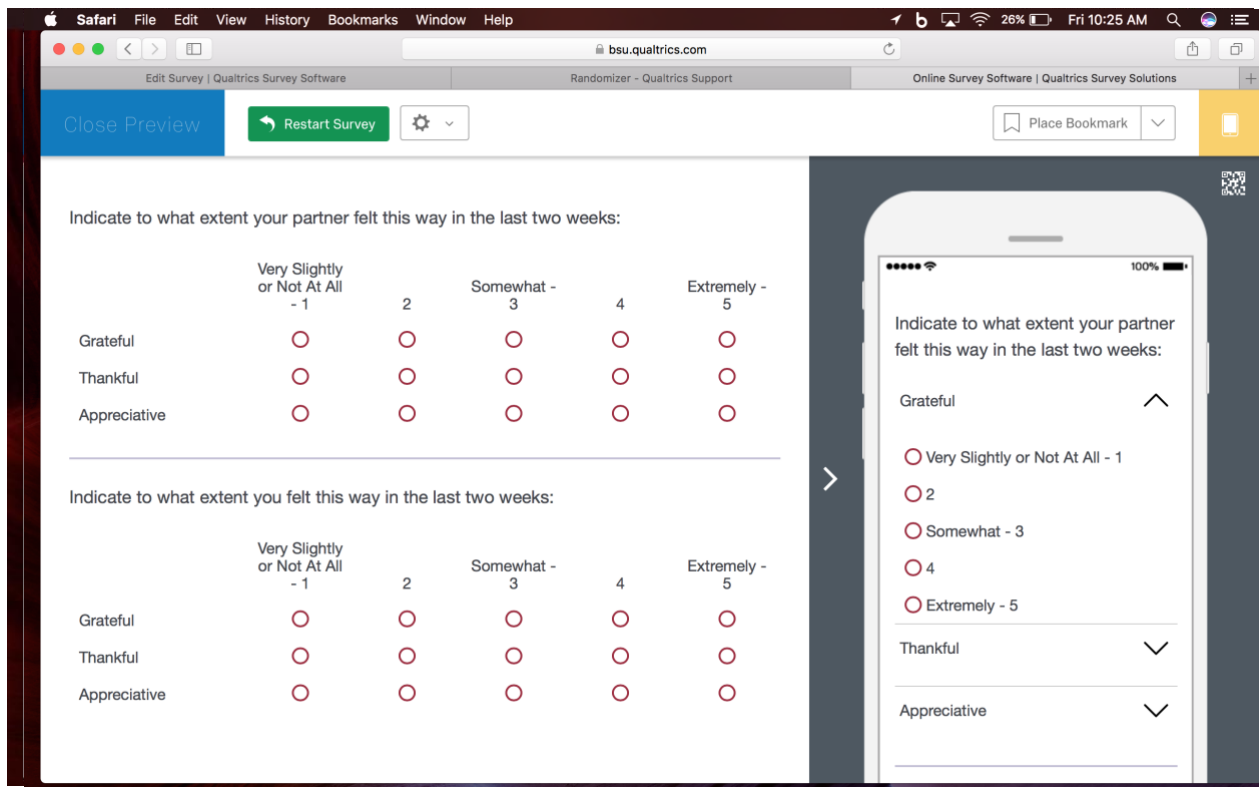 Safari File Edit View History Bookmarks Window Help 26% Fri 10:25 AM
bsu.qualtrics.com
Edit Survey | Qualtrics Survey Software Randomizer - Qualtrics Support Online Survey Software | Qualtrics Survey Solutions
Close Preview Restart Survey Place Bookmark
Indicate to what extent your partner felt this way in the last two weeks:
Very Slightly
or Not At All Somewhat - Extremely -
- 1 2 3 4 5
Grateful
Thankful
Appreciative
Indicate to what extent you felt this way in the last two weeks:
Very Slightly
or Not At All Somewhat - Extremely -
- 1 2 3 4 5
Grateful
Thankful
Appreciative
100%
Indicate to what extent your partner
felt this way in the last two weeks:
Grateful
Very Slightly or Not At All - 1
2
Somewhat - 3
4
Extremely - 5
Thankful
Appreciative